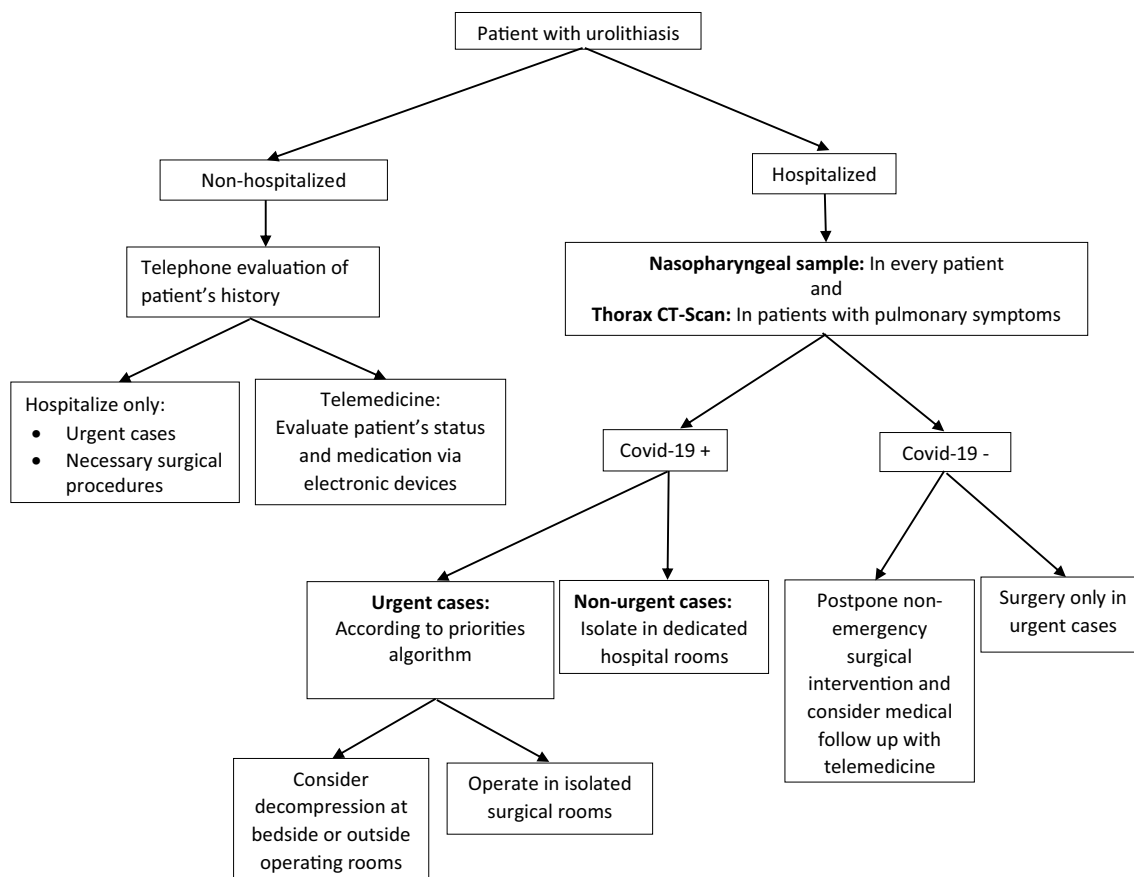 Patient with urolithiasis
Non-hospitalized
Hospitalized
Telephone evaluation of
patient’s history
Nasopharyngeal sample: In every patient
and
Thorax CT-Scan: In patients with pulmonary symptoms
Hospitalize only:
• Urgent cases
• Necessary surgical
procedures
Telemedicine:
Evaluate patient’s status
and medication via
electronic devices
Covid-19 +
Covid-19 -
Urgent cases:
According to priorities
algorithm
Non-urgent cases:
Isolate in dedicated
hospital rooms
Postpone non-
emergency
surgical
intervention and
consider medical
follow up with
telemedicine
Surgery only in
urgent cases
Consider
decompression at
bedside or outside
operating rooms
Operate in isolated
surgical rooms